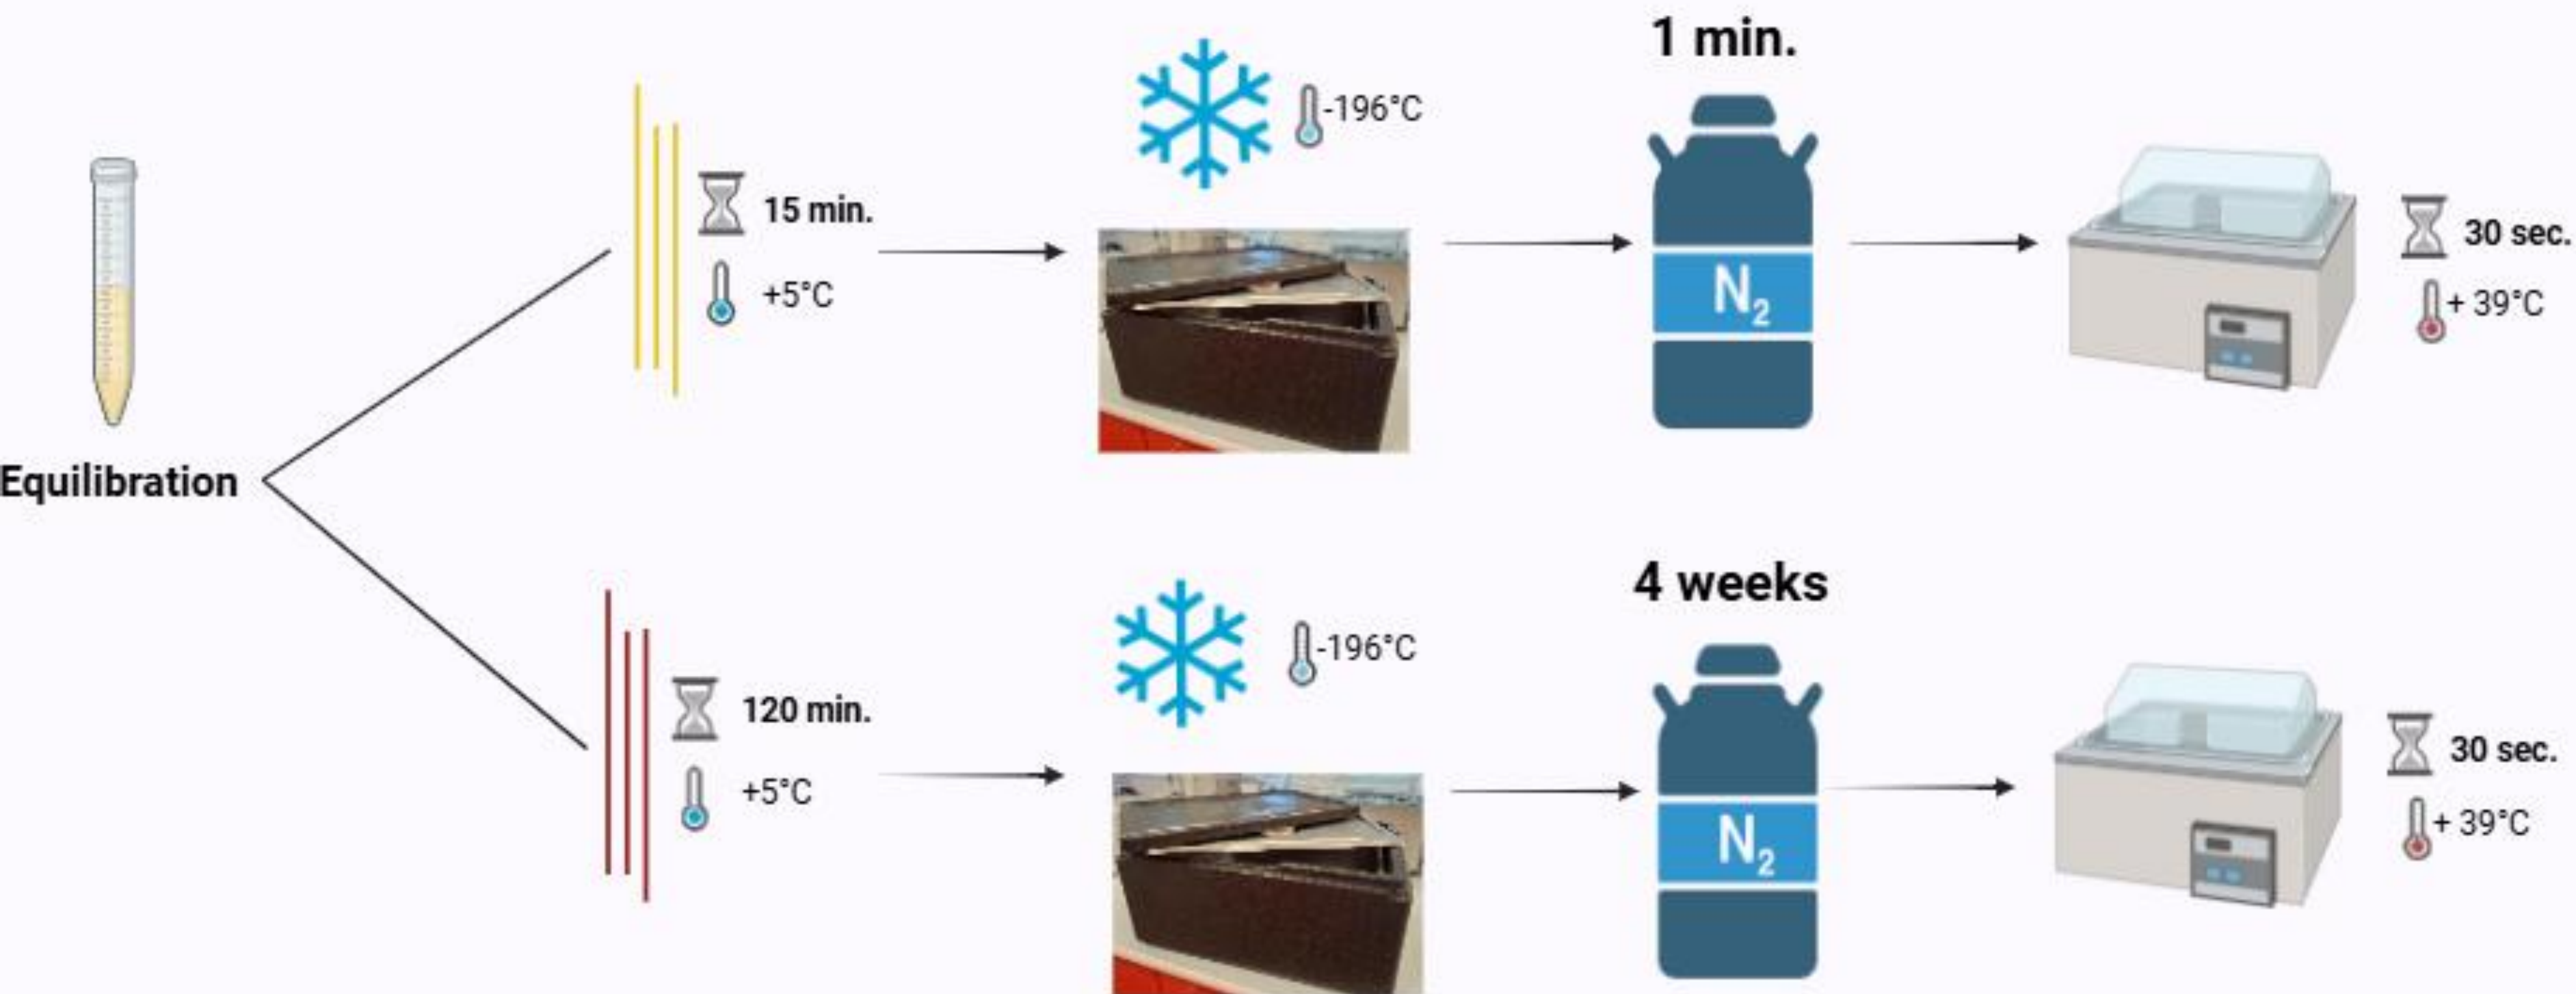 1 min.
-196°C
15 min.
+5°C
N₂
30 sec.
+ 39°C
Equilibration
4 weeks
-196°C
120 min.
+5°C
N₂
30 sec.
+ 39°C